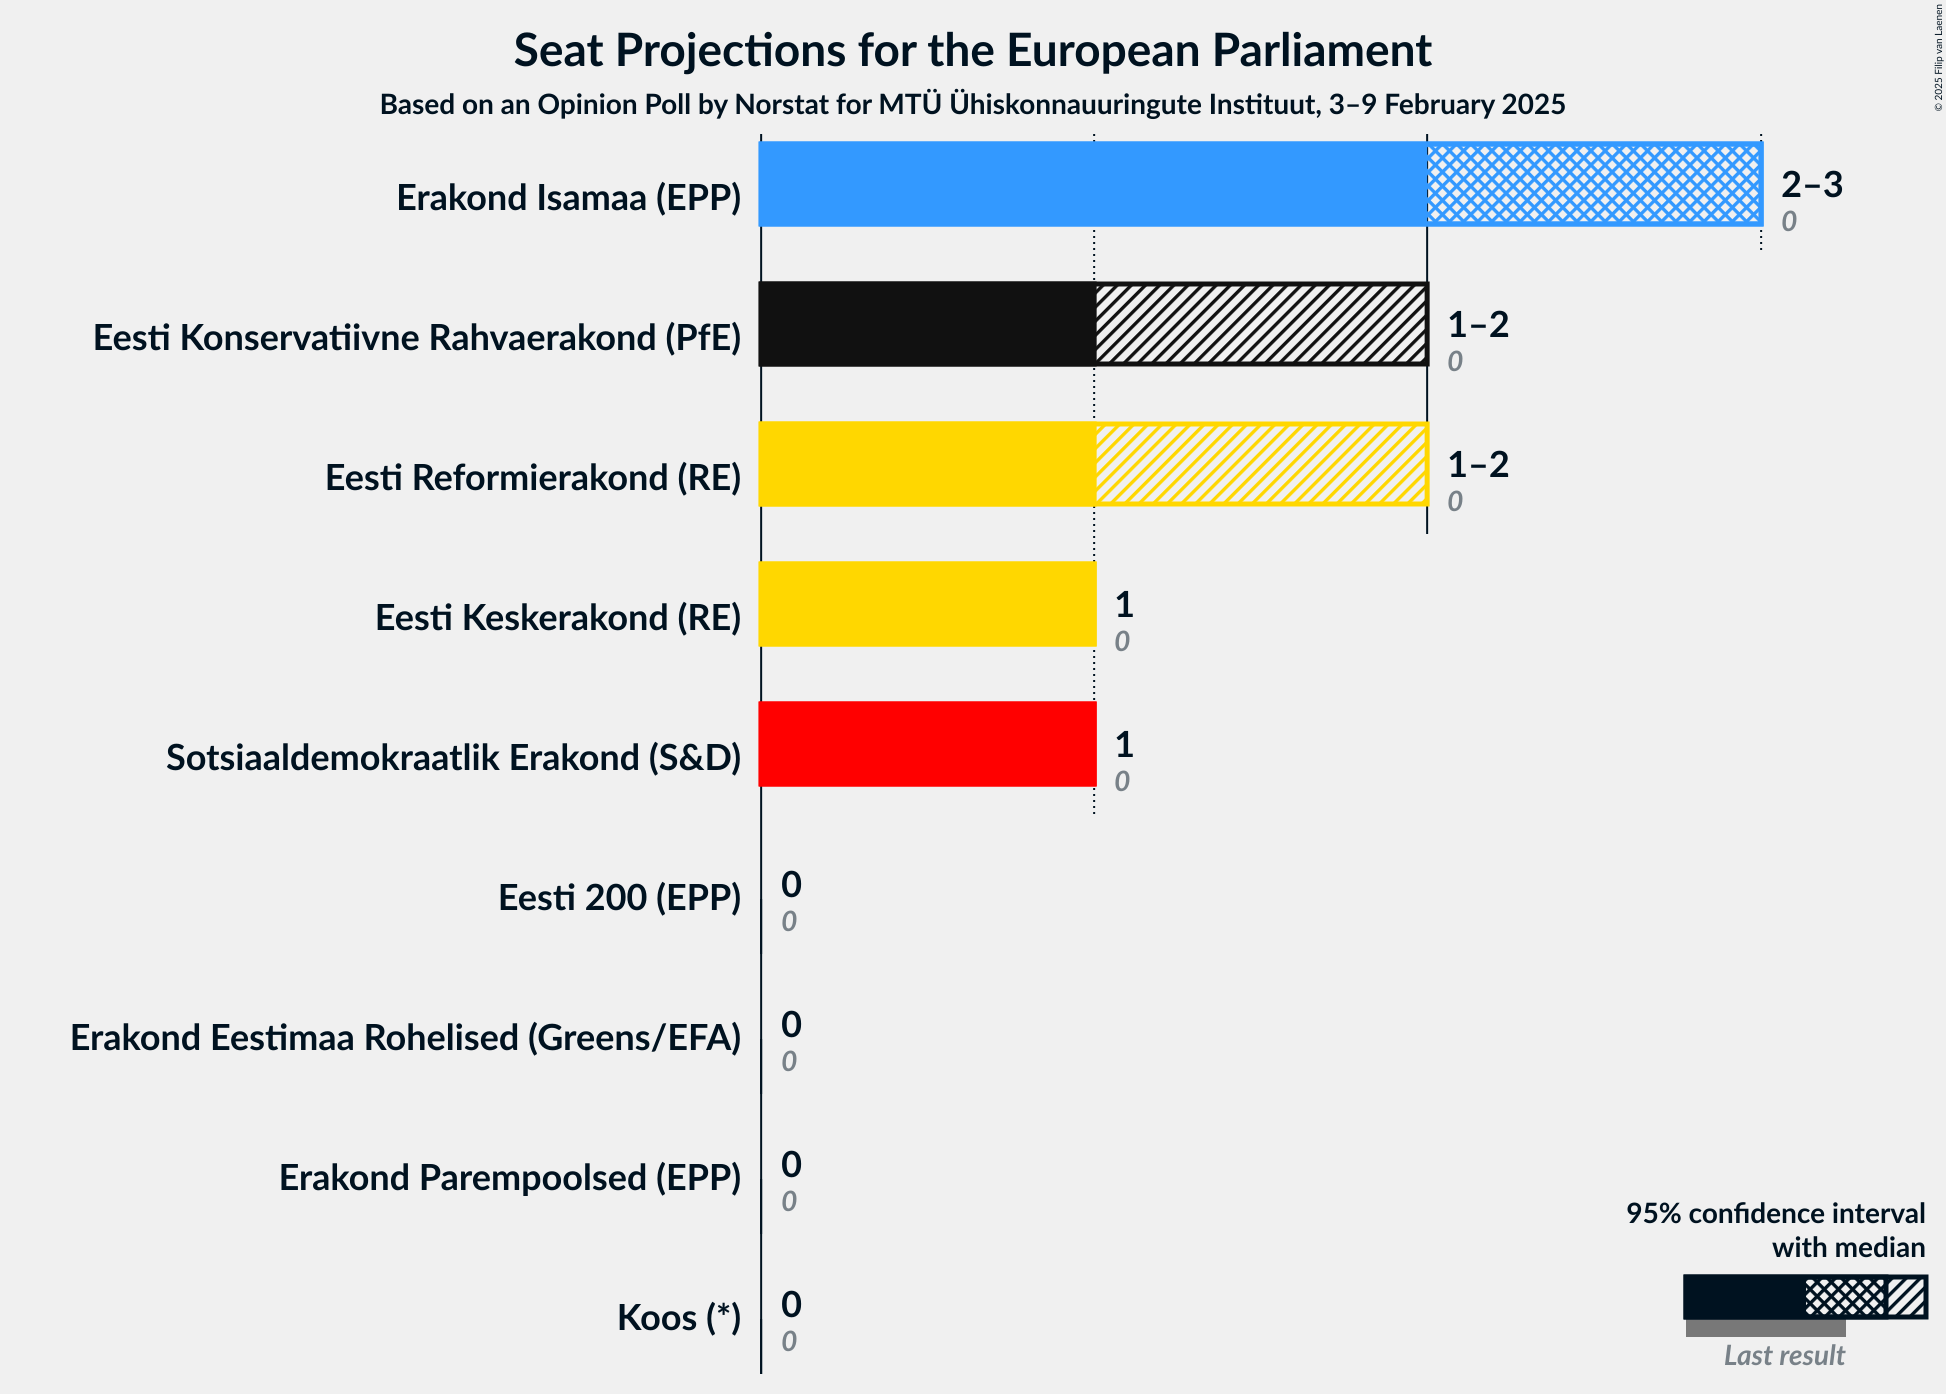 Seat Projections for the European Parliament
Based on an Opinion Poll by Norstat for MTÜ Ühiskonnauuringute Instituut, 3–9 February 2025
© 2025 Filip van Laenen
Erakond Isamaa (EPP)
2–3
0
Eesti Konservatiivne Rahvaerakond (PfE)
1–2
0
Eesti Reformierakond (RE)
1–2
0
Eesti Keskerakond (RE)
1
0
Sotsiaaldemokraatlik Erakond (S&D)
1
0
Eesti 200 (EPP)
0
0
Erakond Eestimaa Rohelised (Greens/EFA)
0
0
Erakond Parempoolsed (EPP)
0
0
Koos (*)
0
0
95% confidence interval
with median
Last result